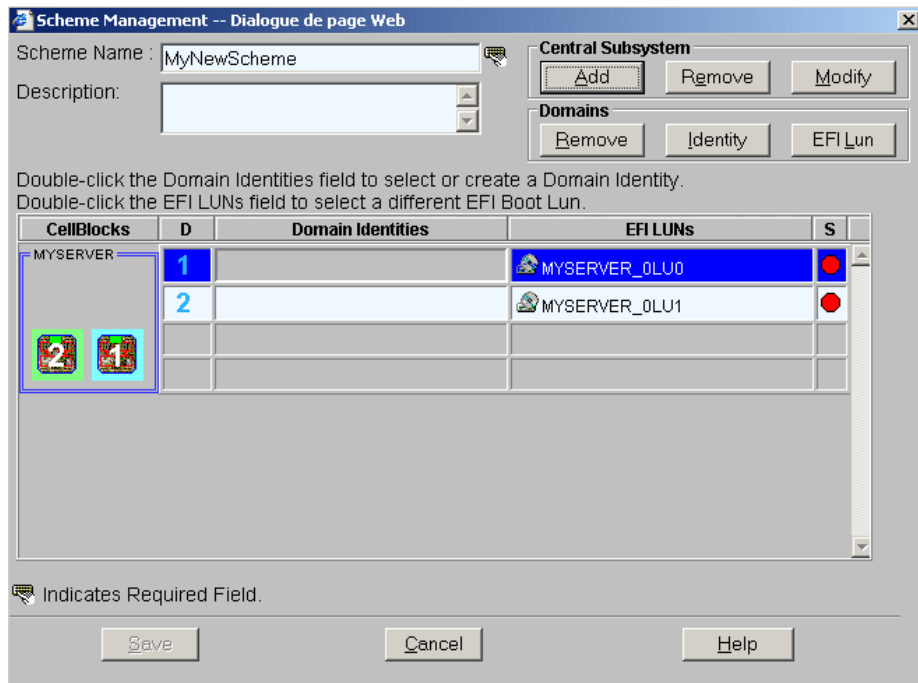 Scheme Management -- Dialogue de page Web
Scheme Name : MyNewScheme
Description:
Central Subsystem
Add Remove Modify
Domains
Remove Identity EFI Lun
Double-click the Domain Identities field to select or create a Domain Identity.
Double-click the EFI LUNs field to select a different EFI Boot Lun.
CellBlocks D Domain Identities EFI LUNs S
MYSERVER
1 MYSERVER_0LU0
2 MYSERVER_0LU1
2 1
Indicates Required Field.
Save Cancel Help